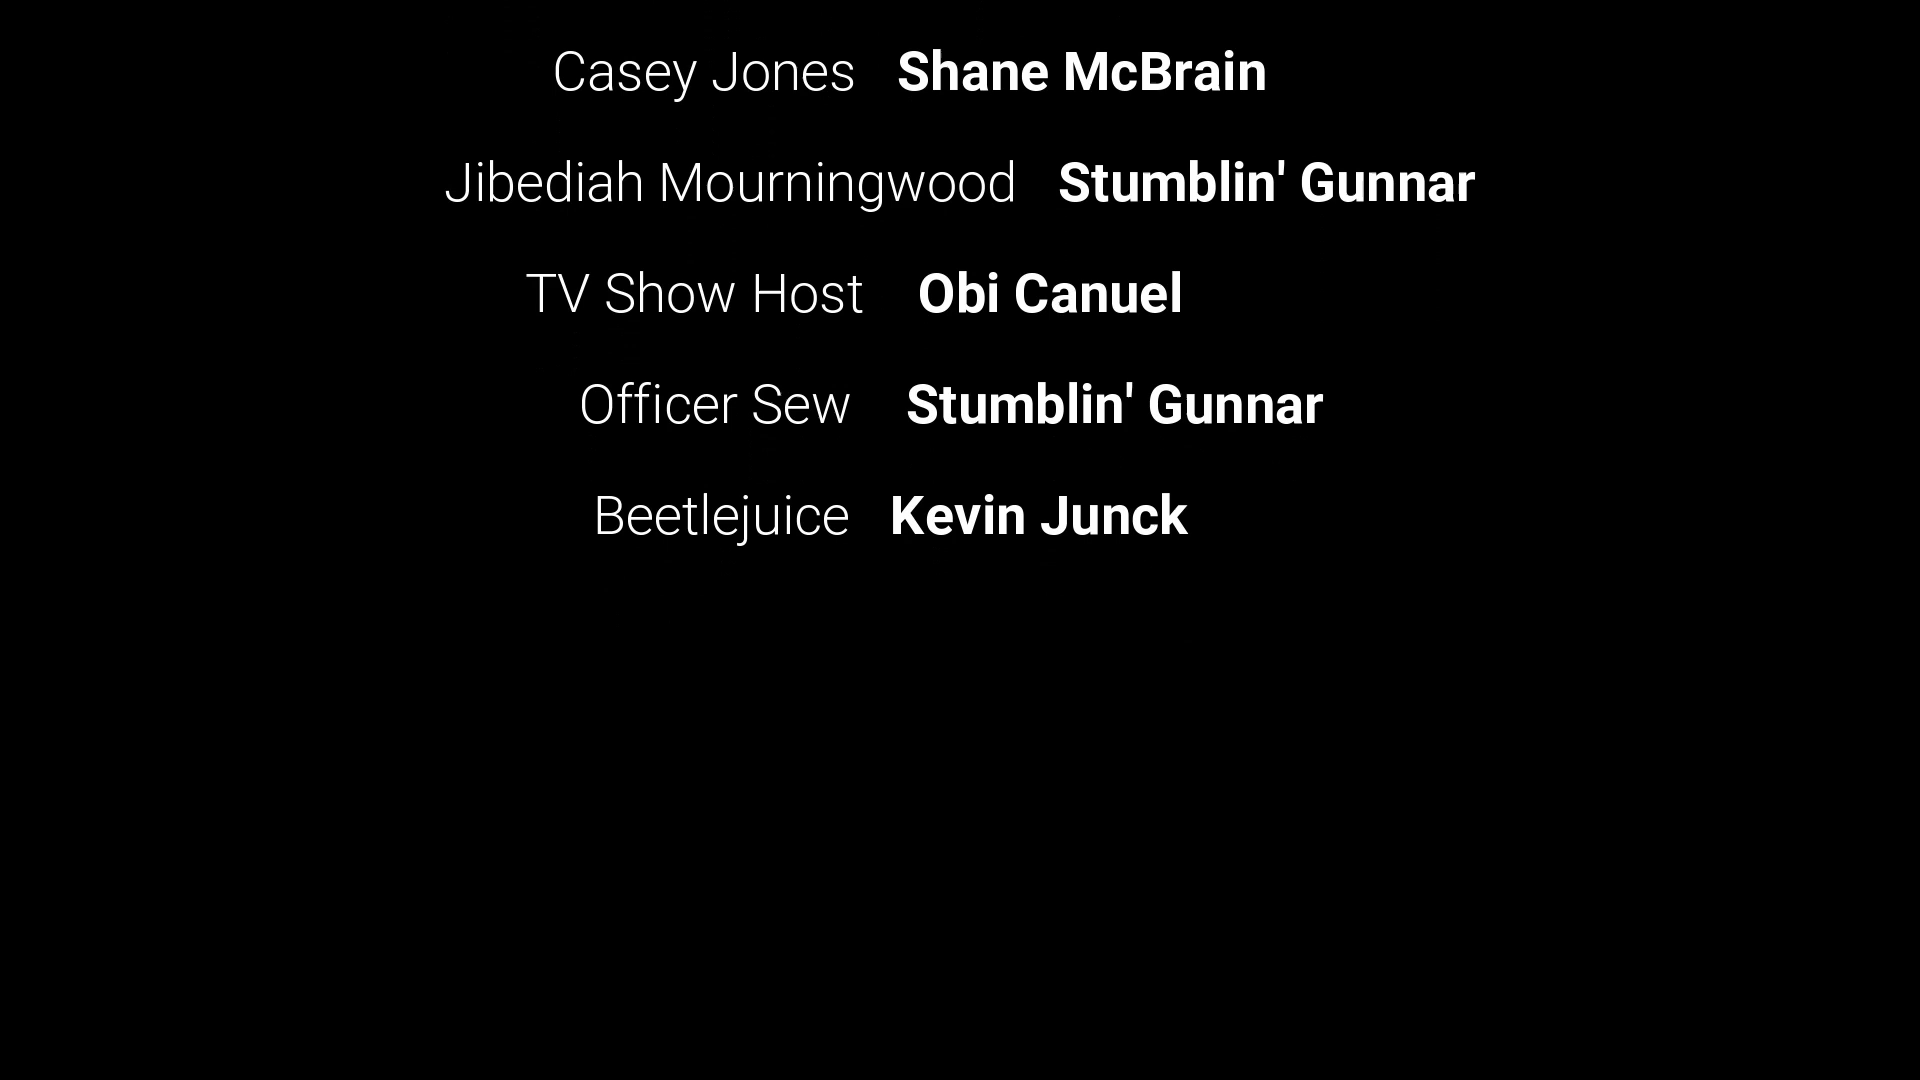 Casey Jones Shane McBrain
Jibediah Mourningwood Stumblin' Gunnar
TV Show Host Obi Canuel
Officer Sew Stumblin' Gunnar
Beetlejuice Kevin Junck